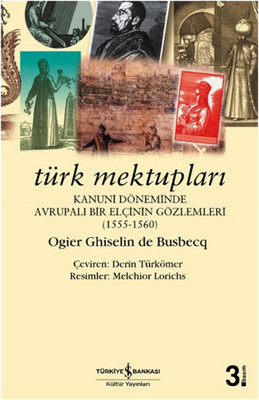 türk mektupları
KANUNİ DÖNEMİNDE
AVRUPALI BİR ELÇİNİN GÖZLEMLERİ
(1555-1560)
Ogier Ghiselin de Busbecq
Çeviren: Derin Türkömer
Resimler: Melchior Lorichs
TÜRKİYE İŞ BANKASI
Kültür Yayınları
3.
basım